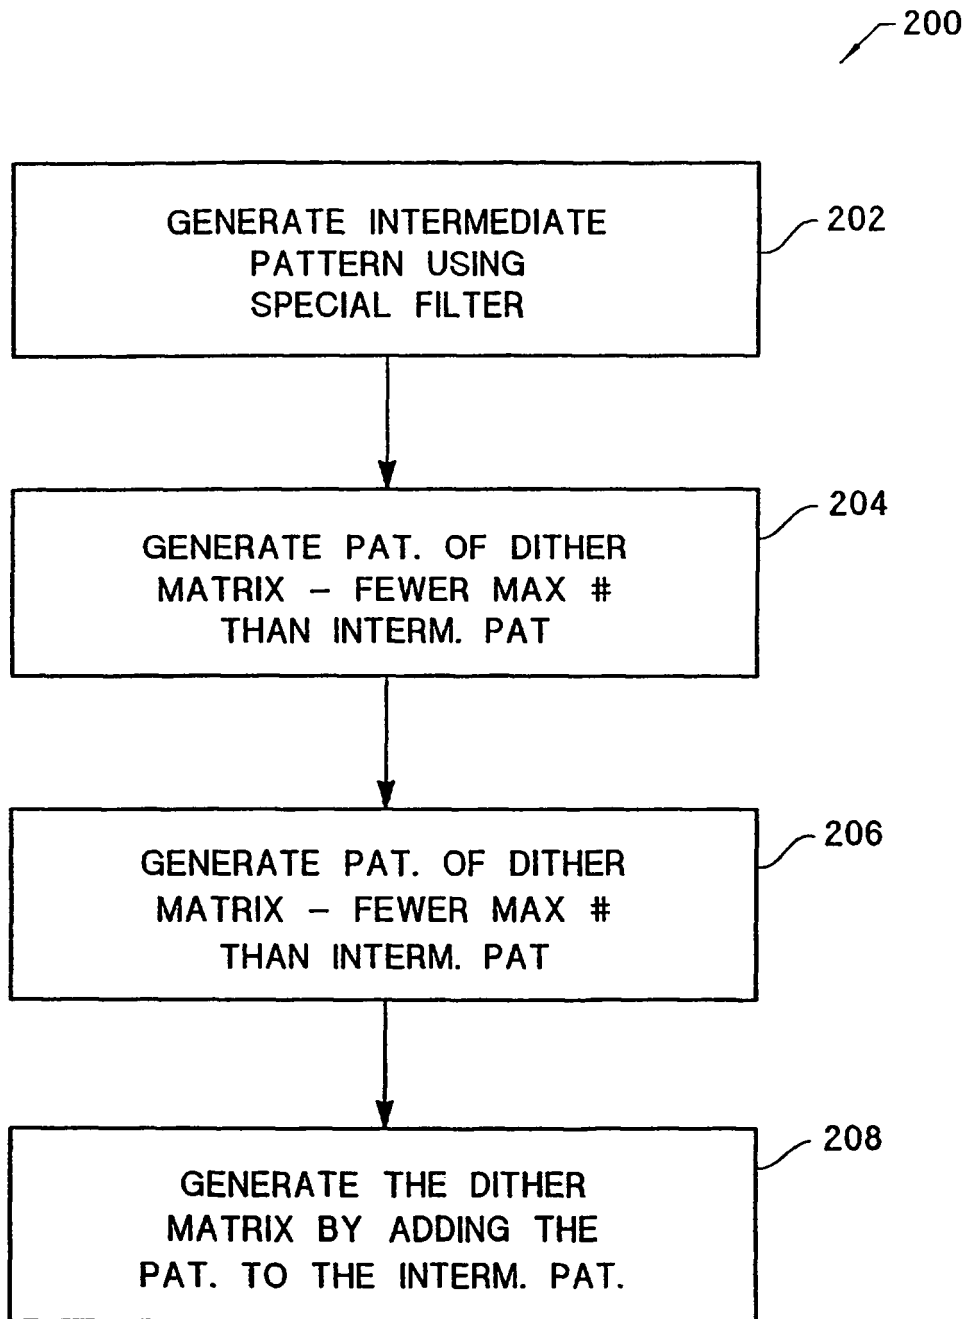 200
GENERATE INTERMEDIATE
PATTERN USING
SPECIAL FILTER
202
GENERATE PAT. OF DITHER
MATRIX – FEWER MAX #
THAN INTERM. PAT
204
GENERATE PAT. OF DITHER
MATRIX – FEWER MAX #
THAN INTERM. PAT
206
GENERATE THE DITHER
MATRIX BY ADDING THE
PAT. TO THE INTERM. PAT.
208